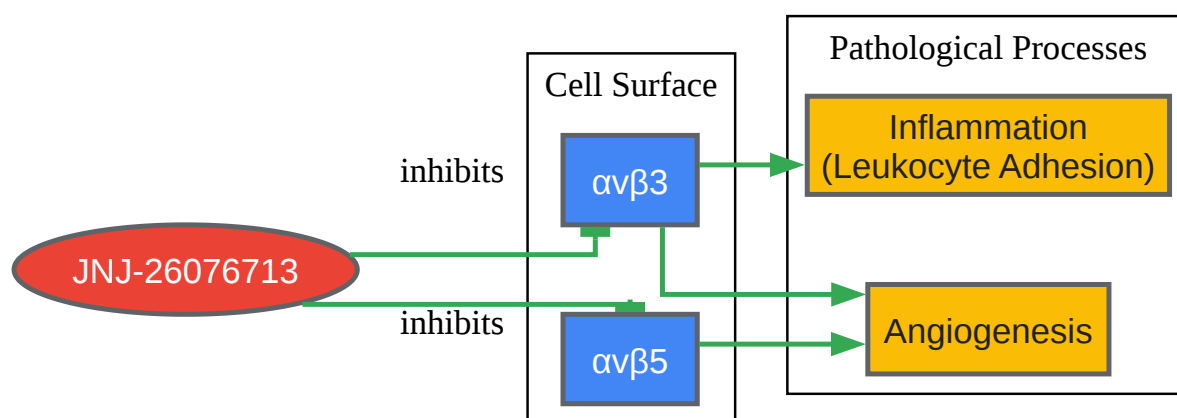 Pathological Processes
Cell Surface
Inflammation
(Leukocyte Adhesion)
inhibits
αvβ3
JNJ-26076713
inhibits
αvβ5
Angiogenesis